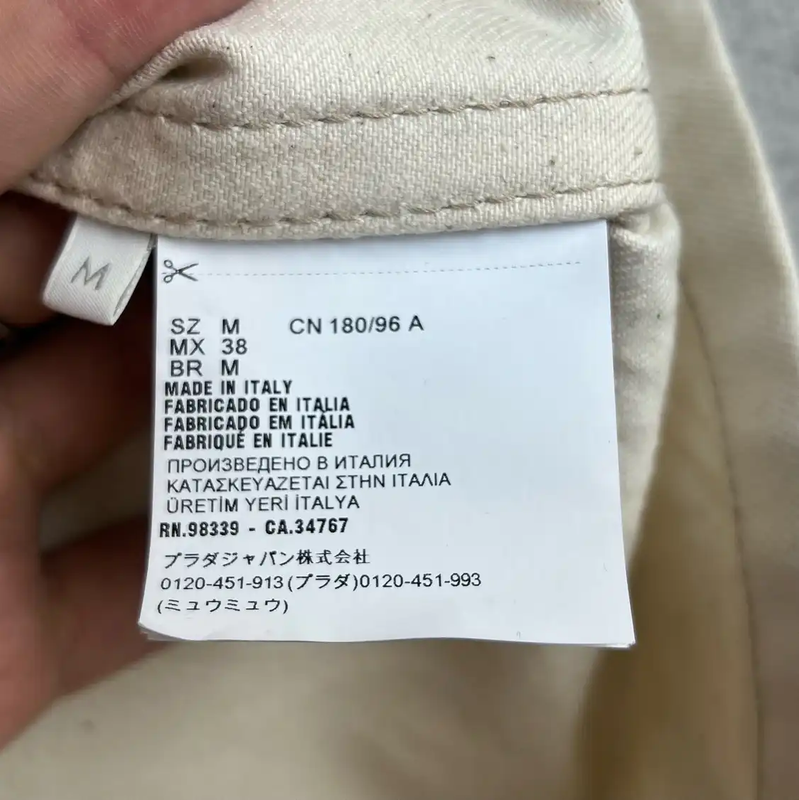 M
SZ M CN 180/96 A
MX 38
BR M
MADE IN ITALY
FABRICADO EN ITALIA
FABRICADO EM ITÁLIA
FABRIQUÉ EN ITALIE
ПРОИЗВЕДЕНО В ИТАЛИЯ
ΚΑΤΑΣΚΕΥΑΖΕΤΑΙ ΣΤΗΝ ΙΤΑΛΙΑ
ÜRETİM YERİ İTALYA
RN.98339 - CA.34767
プラダジャパン株式会社
0120-451-913(プラダ)0120-451-993
(ミュウミュウ)